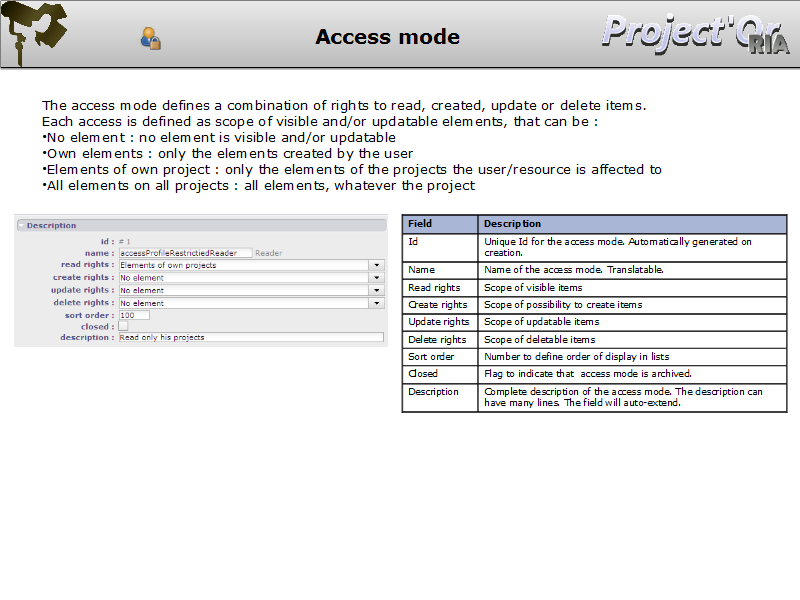 Access mode
Project'Or
RIA
The access mode defines a combination of rights to read, created, update or delete items.
Each access is defined as scope of visible and/or updatable elements, that can be :
•No element : no element is visible and/or updatable
•Own elements : only the elements created by the user
•Elements of own project : only the elements of the projects the user/resource is affected to
•All elements on all projects : all elements, whatever the project
Description
id : # 1
name : accessProfileRestrictiedReader Reader
read rights : Elements of own projects
create rights : No element
update rights : No element
delete rights : No element
sort order : 100
closed :
description : Read only his projects
Field Description
Id Unique Id for the access mode. Automatically generated on
creation.
Name Name of the access mode. Translatable.
Read rights Scope of visible items
Create rights Scope of possibility to create items
Update rights Scope of updatable items
Delete rights Scope of deletable items
Sort order Number to define order of display in lists
Closed Flag to indicate that access mode is archived.
Description Complete description of the access mode. The description can
have many lines. The field will auto-extend.